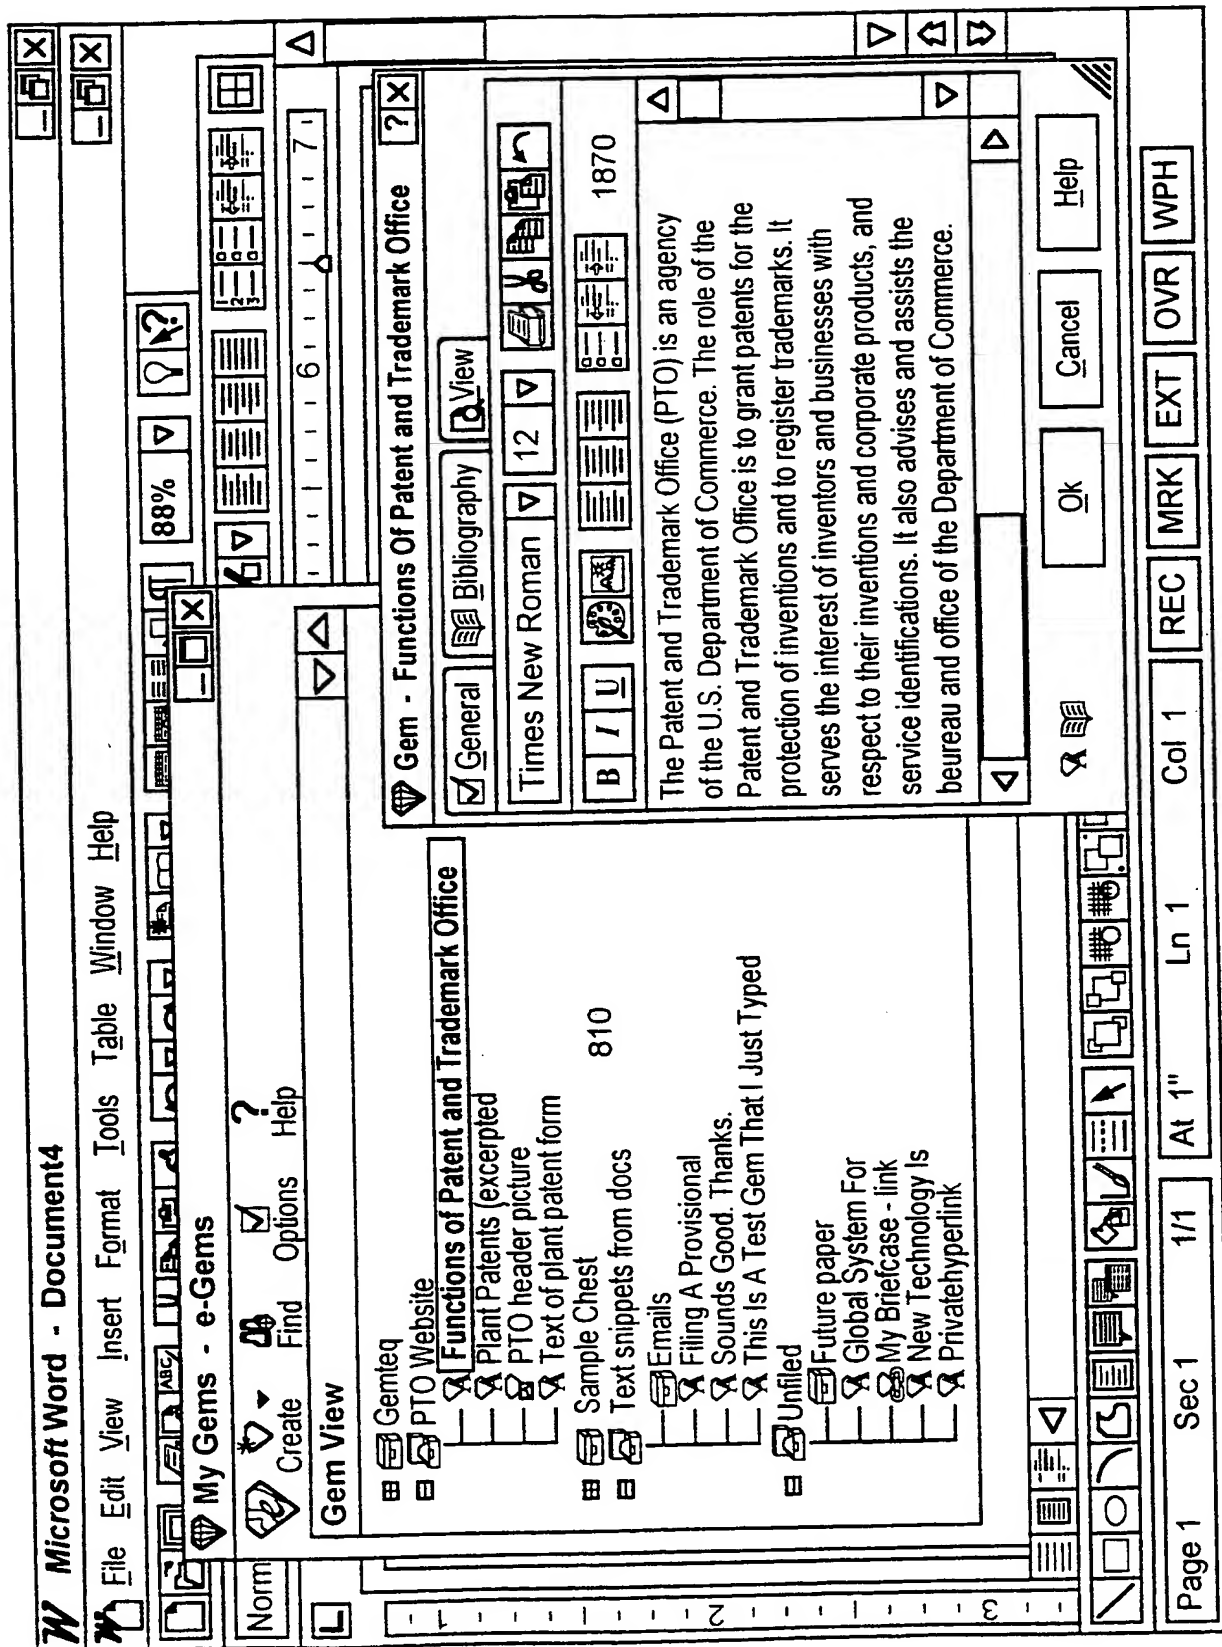 W Microsoft Word - Document4
File Edit View Insert Format Tools Table Window Help
ABC
88%
Norm
My Gems - e-Gems
Create Find Options Help
Gem View
Gemteq
PTO Website
Functions of Patent and Trademark Office
Plant Patents (excerpted
PTO header picture
Text of plant patent form
Sample Chest
810
Text snippets from docs
Emails
Filing A Provisional
Sounds Good. Thanks.
This Is A Test Gem That I Just Typed
Unfiled
Future paper
Global System For
My Briefcase - link
New Technology Is
Privatehyperlink
6 7
1
2
3
Gem - Functions Of Patent and Trademark Office
General Bibliography View
Times New Roman 12
B I U 1870
The Patent and Trademark Office (PTO) is an agency
of the U.S. Department of Commerce. The role of the
Patent and Trademark Office is to grant patents for the
protection of inventions and to register trademarks. It
serves the interest of inventors and businesses with
respect to their inventions and corporate products, and
service identifications. It also advises and assists the
beureau and office of the Department of Commerce.
Ok Cancel Help
Page 1 Sec 1 1/1 At 1" Ln 1 Col 1 REC MRK EXT OVR WPH